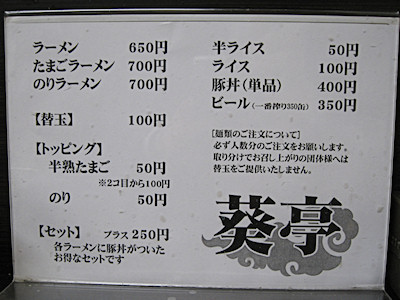 ラーメン 650円
たまごラーメン 700円
のりラーメン 700円
【替玉】 100円
【トッピング】
半熟たまご 50円
※2コ目から100円
のり 50円
【セット】 プラス 250円
各ラーメンに豚丼がついた
お得なセットです
半ライス 50円
ライス 100円
豚丼(単品) 400円
ビール(一番搾り350缶) 350円
[麺類のご注文について]
必ず人数分のご注文をお願いします。
取り分けでお召し上がりの団体様へは
替玉をご提供いたしません。
葵亭